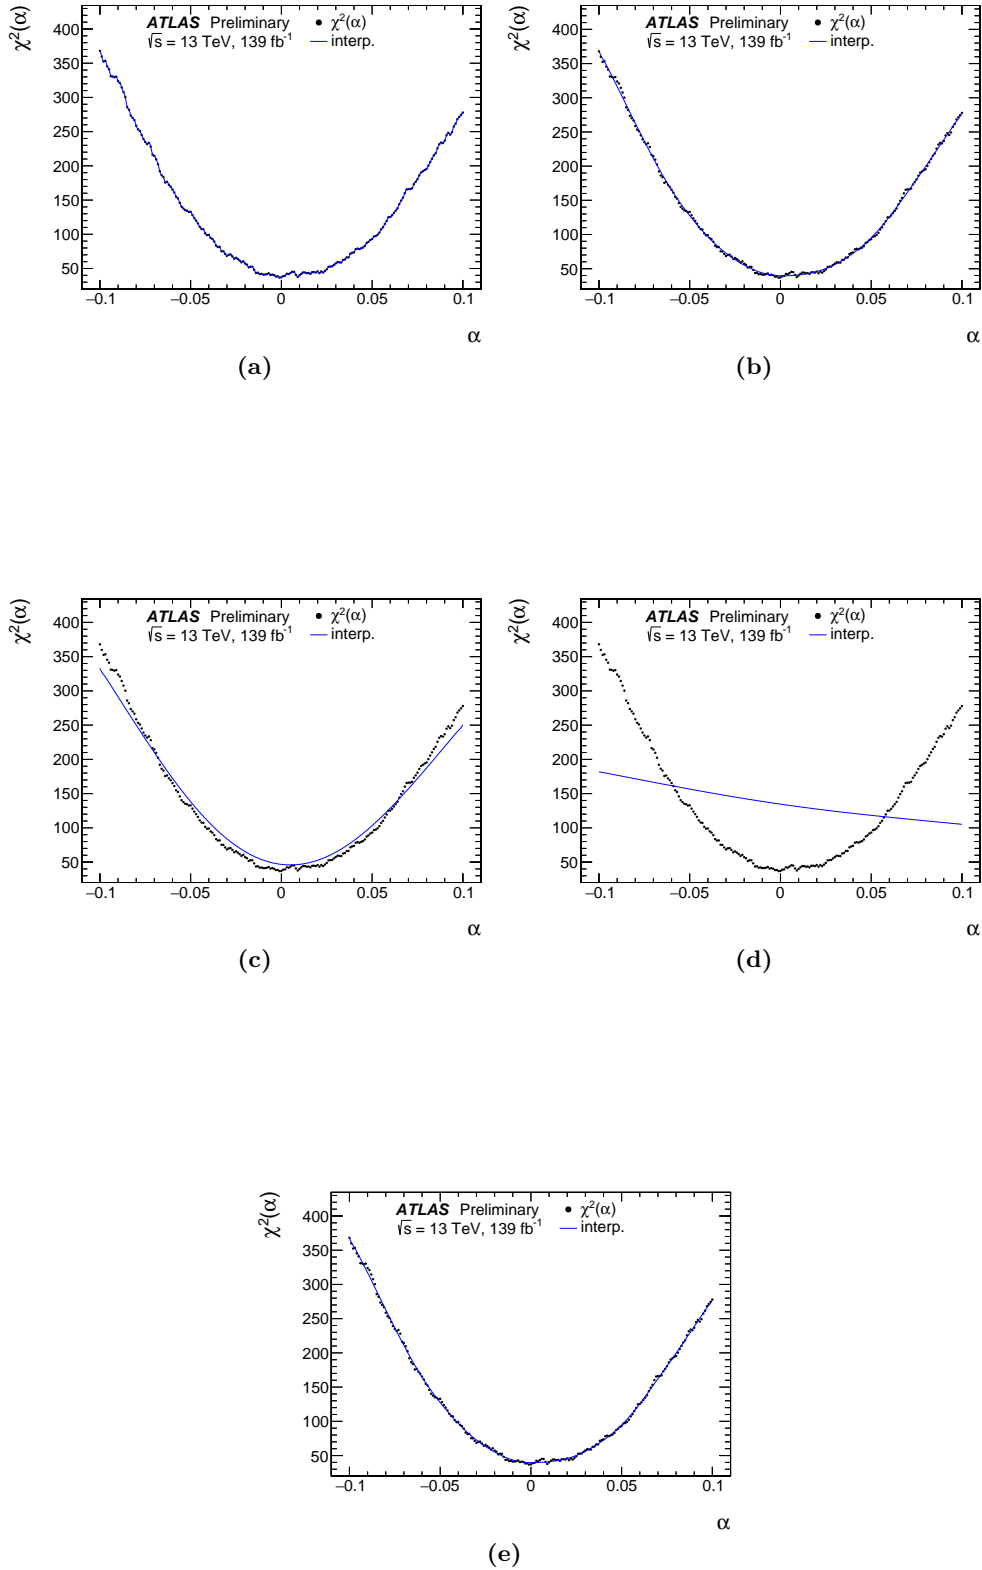 χ²(α)
ATLAS Preliminary
√s = 13 TeV, 139 fb⁻¹
χ²(α)
interp.
400
350
300
250
200
150
100
50
−0.1 −0.05 0 0.05 0.1
α
(a)
χ²(α)
ATLAS Preliminary
√s = 13 TeV, 139 fb⁻¹
χ²(α)
interp.
400
350
300
250
200
150
100
50
−0.1 −0.05 0 0.05 0.1
α
(b)
χ²(α)
ATLAS Preliminary
√s = 13 TeV, 139 fb⁻¹
χ²(α)
interp.
400
350
300
250
200
150
100
50
−0.1 −0.05 0 0.05 0.1
α
(c)
χ²(α)
ATLAS Preliminary
√s = 13 TeV, 139 fb⁻¹
χ²(α)
interp.
400
350
300
250
200
150
100
50
−0.1 −0.05 0 0.05 0.1
α
(d)
χ²(α)
ATLAS Preliminary
√s = 13 TeV, 139 fb⁻¹
χ²(α)
interp.
400
350
300
250
200
150
100
50
−0.1 −0.05 0 0.05 0.1
α
(e)